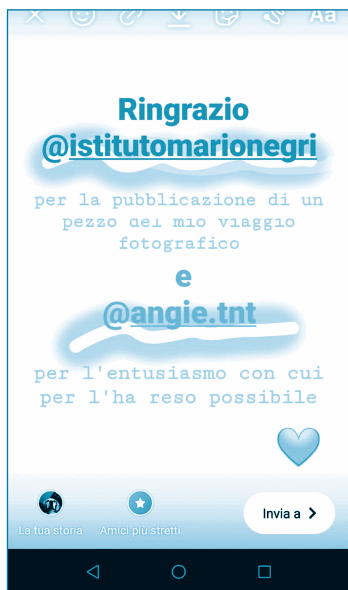 Aa
Ringrazio
@istitutomarionegri
per la pubblicazione di un
pezzo del mio viaggio
fotografico
e
@angie.tnt
per l'entusiasmo con cui
per l'ha reso possibile
La tua storia
Amici più stretti
Invia a